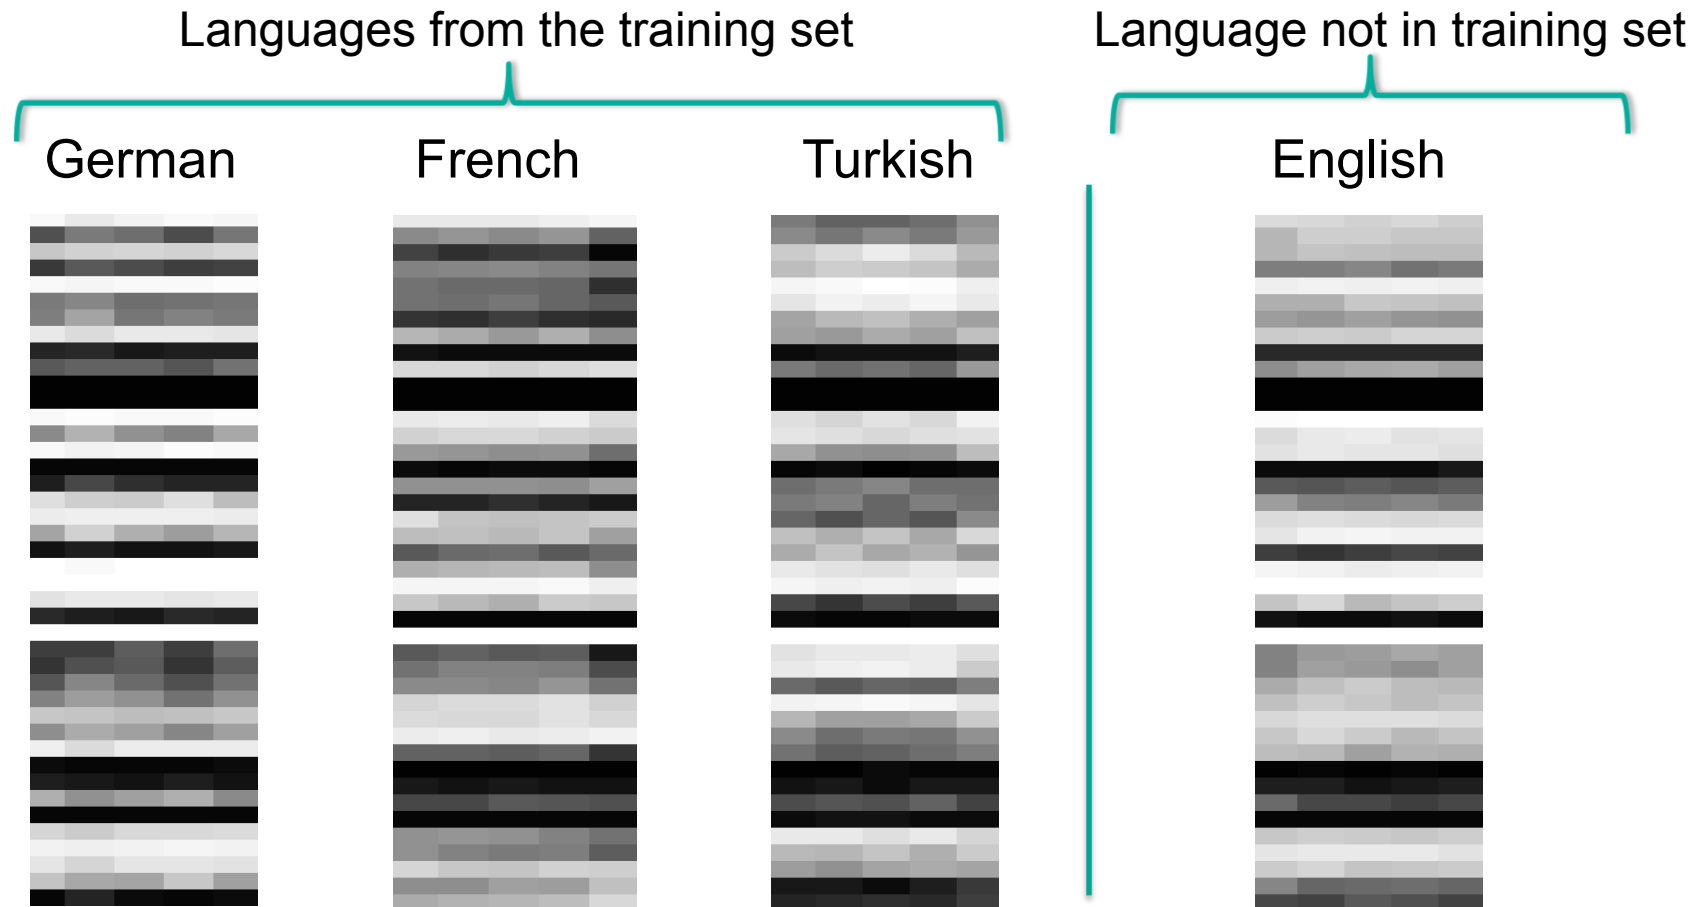 Languages from the training set
Language not in training set
German
French
Turkish
English